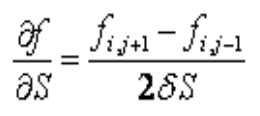 ∂f/∂S = (f_{i,j+1} − f_{i,j−1}) / (2δS)